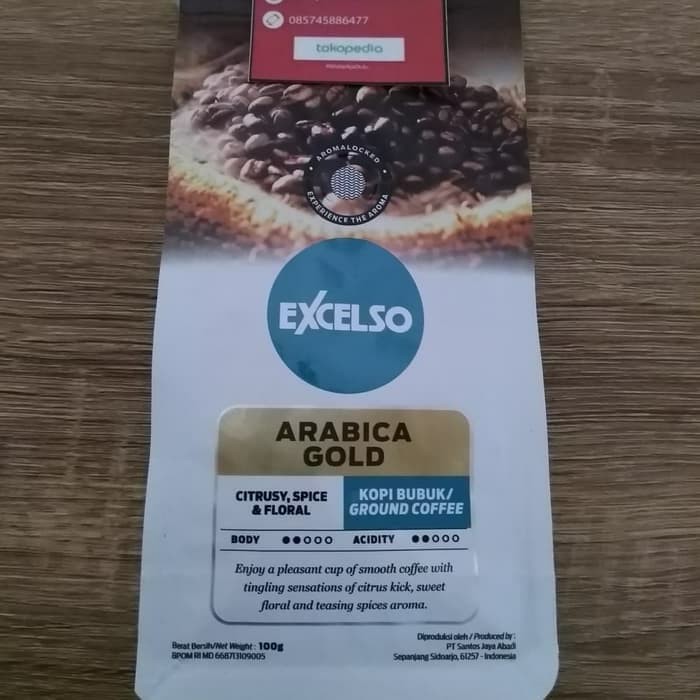 085745886477
tokopedia
AROMALOCKED
EXPERIENCE THE AROMA
EXCELSO
ARABICA
GOLD
CITRUSY, SPICE
& FLORAL
KOPI BUBUK/
GROUND COFFEE
BODY ACIDITY
Enjoy a pleasant cup of smooth coffee with
tingling sensations of citrus kick, sweet
floral and teasing spices aroma.
Berat Bersih/Net Weight : 100g
BPOM RI MD 668713109005
Diproduksi oleh / Produced by :
PT Santos Jaya Abadi
Sepanjang Sidoarjo, 61257 - Indonesia